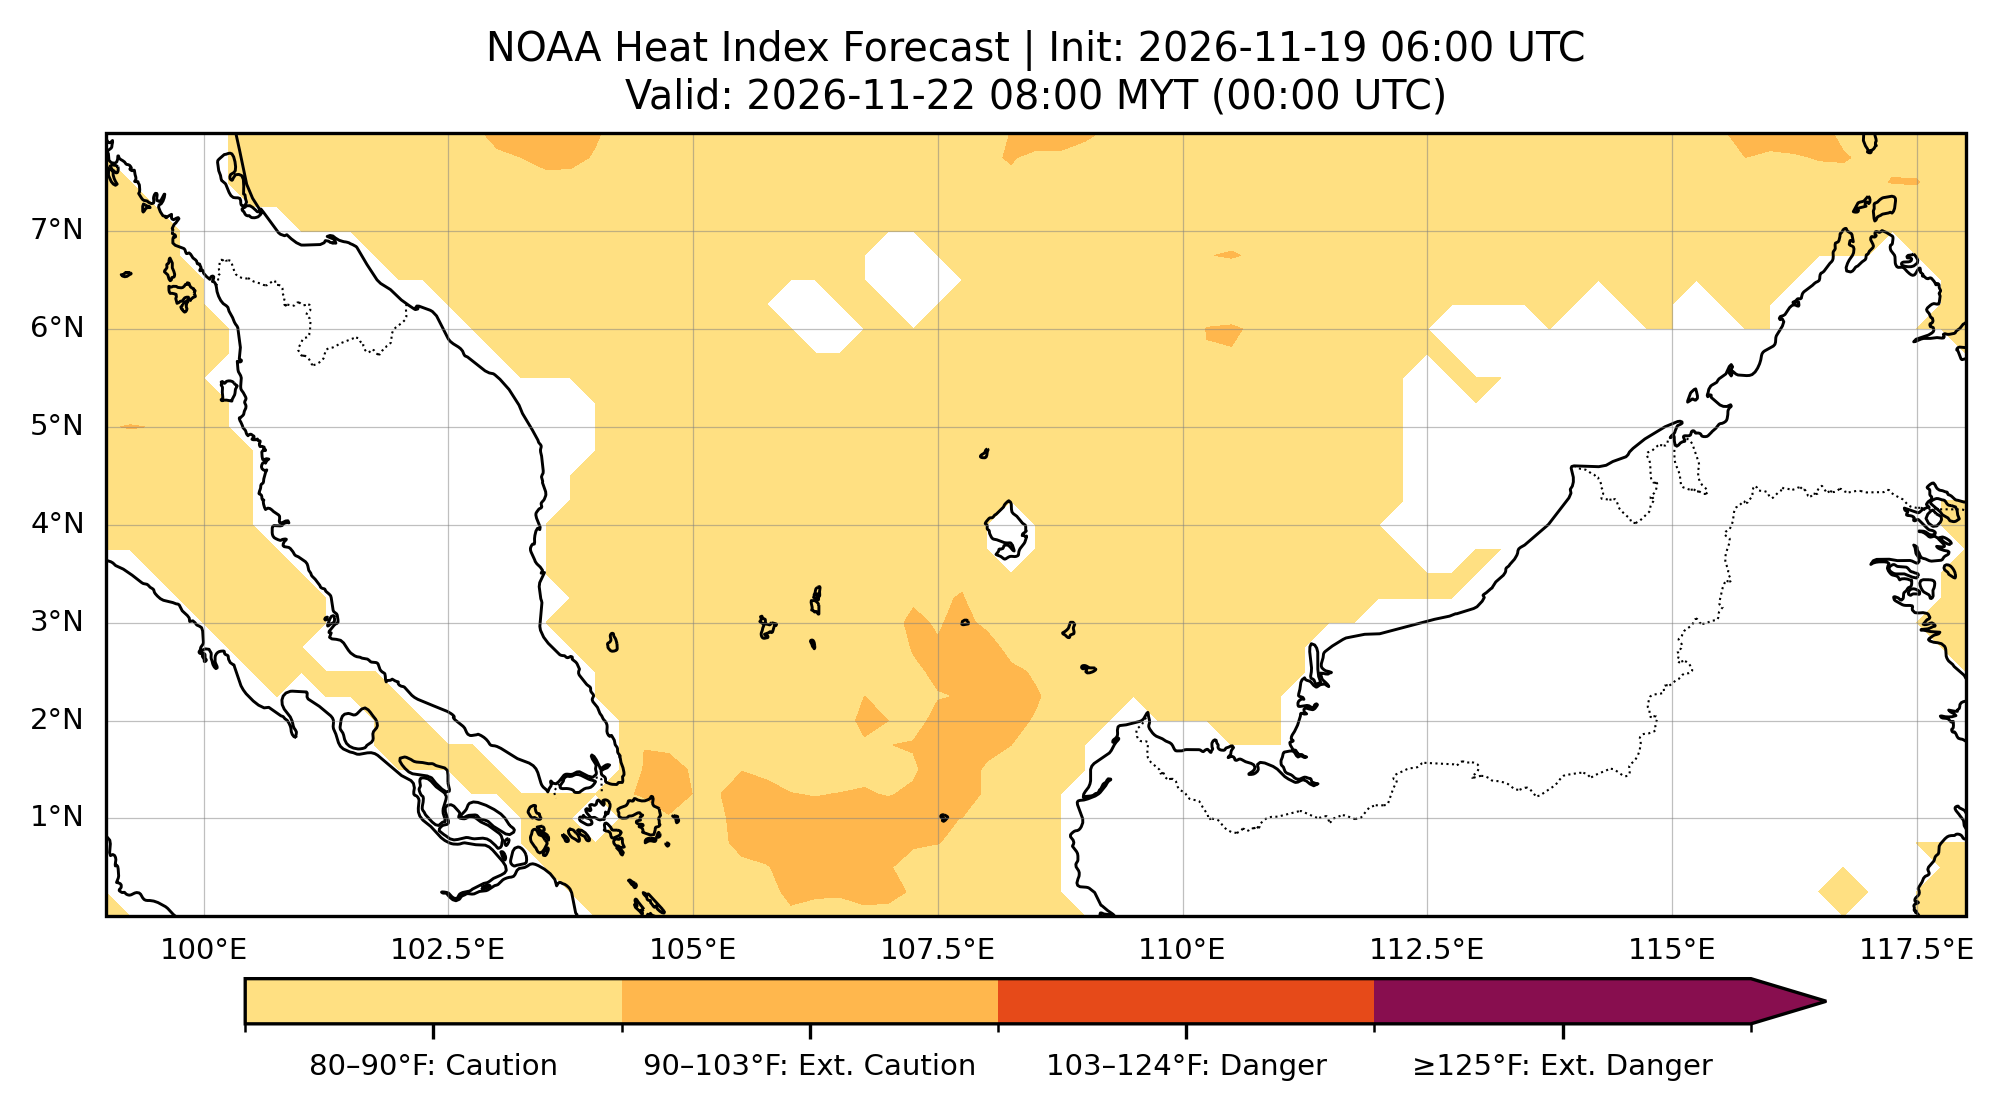 NOAA Heat Index Forecast | Init: 2026-11-19 06:00 UTC
Valid: 2026-11-22 08:00 MYT (00:00 UTC)
7°N
6°N
5°N
4°N
3°N
2°N
1°N
100°E 102.5°E 105°E 107.5°E 110°E 112.5°E 115°E 117.5°E
80–90°F: Caution 90–103°F: Ext. Caution 103–124°F: Danger ≥125°F: Ext. Danger